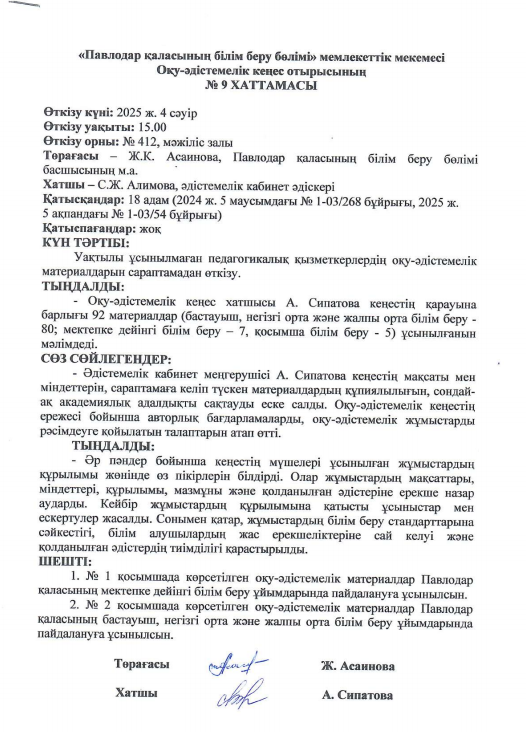 «Павлодар қаласының білім беру бөлімі» мемлекеттік мекемесі
Оқу-әдістемелік кеңес отырысының
№ 9 ХАТТАМАСЫ
Өткізу күні: 2025 ж. 4 сәуір
Өткізу уақыты: 15.00
Өткізу орны: № 412, мәжіліс залы
Төрағасы – Ж.К. Асаинова, Павлодар қаласының білім беру бөлімі
басшысының м.а.
Хатшы – С.Ж. Алимова, әдістемелік кабинет әдіскері
Қатысқандар: 18 адам (2024 ж. 5 маусымдағы № 1-03/268 бұйрығы, 2025 ж.
5 ақпандағы № 1-03/54 бұйрығы)
Қатыспағандар: жоқ
КҮН ТӘРТІБІ:
Уақтылы ұсынылмаған педагогикалық қызметкерлердің оқу-әдістемелік
материалдарын сараптамадан өткізу.
ТЫҢДАЛДЫ:
- Оқу-әдістемелік кеңес хатшысы А. Сипатова кеңестің қарауына
барлығы 92 материалдар (бастауыш, негізгі орта және жалпы орта білім беру -
80; мектепке дейінгі білім беру – 7, қосымша білім беру - 5) ұсынылғанын
мәлімдеді.
СӨЗ СӨЙЛЕГЕНДЕР:
- Әдістемелік кабинет меңгерушісі А. Сипатова кеңестің мақсаты мен
міндеттерін, сараптамаға келіп түскен материалдардың құпиялылығын, сондай-
ақ академиялық адалдықты сақтауды еске салды. Оқу-әдістемелік кеңестің
ережесі бойынша авторлық бағдарламаларды, оқу-әдістемелік жұмыстарды
рәсімдеуге қойылатын талаптарын атап өтті.
ТЫҢДАЛДЫ:
- Әр пәндер бойынша кеңестің мүшелері ұсынылған жұмыстардың
құрылымы жөнінде өз пікірлерін білдірді. Олар жұмыстардың мақсаттары,
міндеттері, құрылымы, мазмұны және қолданылған әдістеріне ерекше назар
аударды. Кейбір жұмыстардың құрылымына қатысты ұсыныстар мен
ескертулер жасалды. Сонымен қатар, жұмыстардың білім беру стандарттарына
сәйкестігі, білім алушылардың жас ерекшеліктеріне сай келуі және
қолданылған әдістердің тиімділігі қарастырылды.
ШЕШТІ:
1. № 1 қосымшада көрсетілген оқу-әдістемелік материалдар Павлодар
қаласының мектепке дейінгі білім беру ұйымдарында пайдалануға ұсынылсын.
2. № 2 қосымшада көрсетілген оқу-әдістемелік материалдар Павлодар
қаласының бастауыш, негізгі орта және жалпы орта білім беру ұйымдарында
пайдалануға ұсынылсын.
Төрағасы Ж. Асаинова
Хатшы А. Сипатова